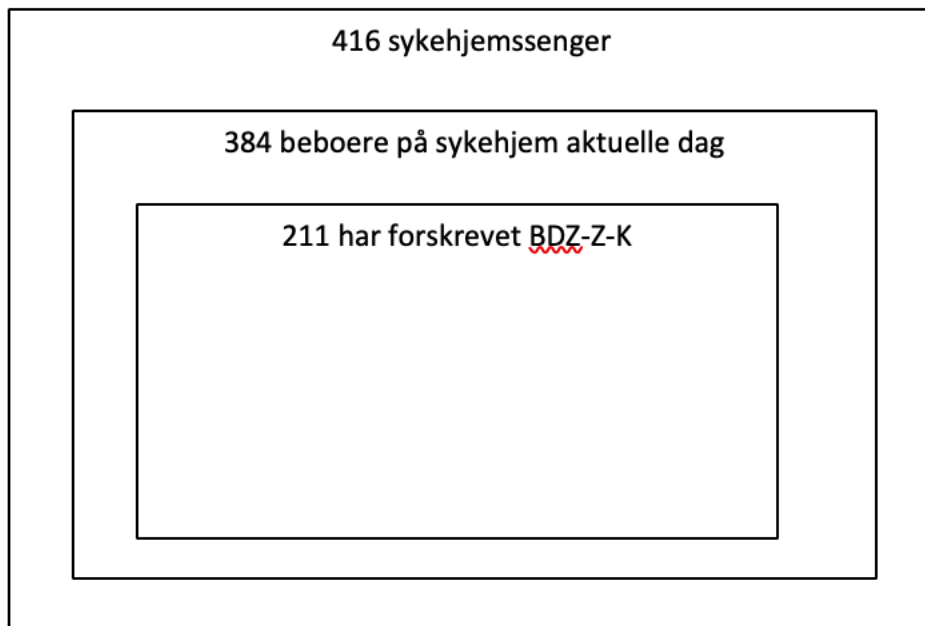 416 sykehjemssenger
384 beboere på sykehjem aktuelle dag
211 har forskrevet BDZ-Z-K